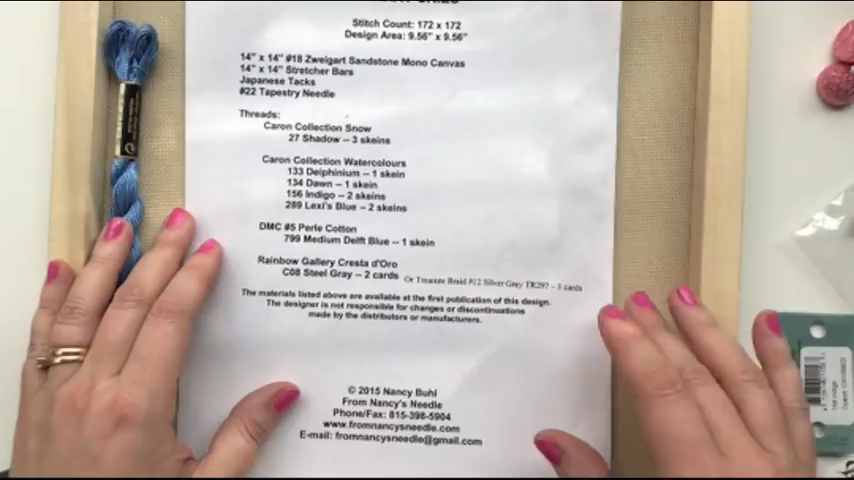 Stitch Count: 172 x 172
Design Area: 9.56" x 9.56"
14" x 14" #18 Zweigart Sandstone Mono Canvas
14" x 14" Stretcher Bars
Japanese Tacks
#22 Tapestry Needle
Threads:
Caron Collection Snow
27 Shadow -- 3 skeins
Caron Collection Watercolours
133 Delphinium -- 1 skein
134 Dawn -- 1 skein
156 Indigo -- 2 skeins
289 Lexi's Blue -- 2 skeins
DMC #5 Perle Cotton
799 Medium Delft Blue -- 1 skein
Rainbow Gallery Cresta d'Oro
C08 Steel Gray -- 2 cards Or Treasure Braid #12 Silver Gray TR297 -- 3 cards
The materials listed above are available at the first publication of this design.
The designer is not responsible for changes or discontinuations
made by the distributors or manufacturers.
© 2015 Nancy Buhl
From Nancy's Needle
Phone/Fax: 815-398-5904
www.fromnancysneedle.com
E-mail: fromnancysneedle@gmail.com